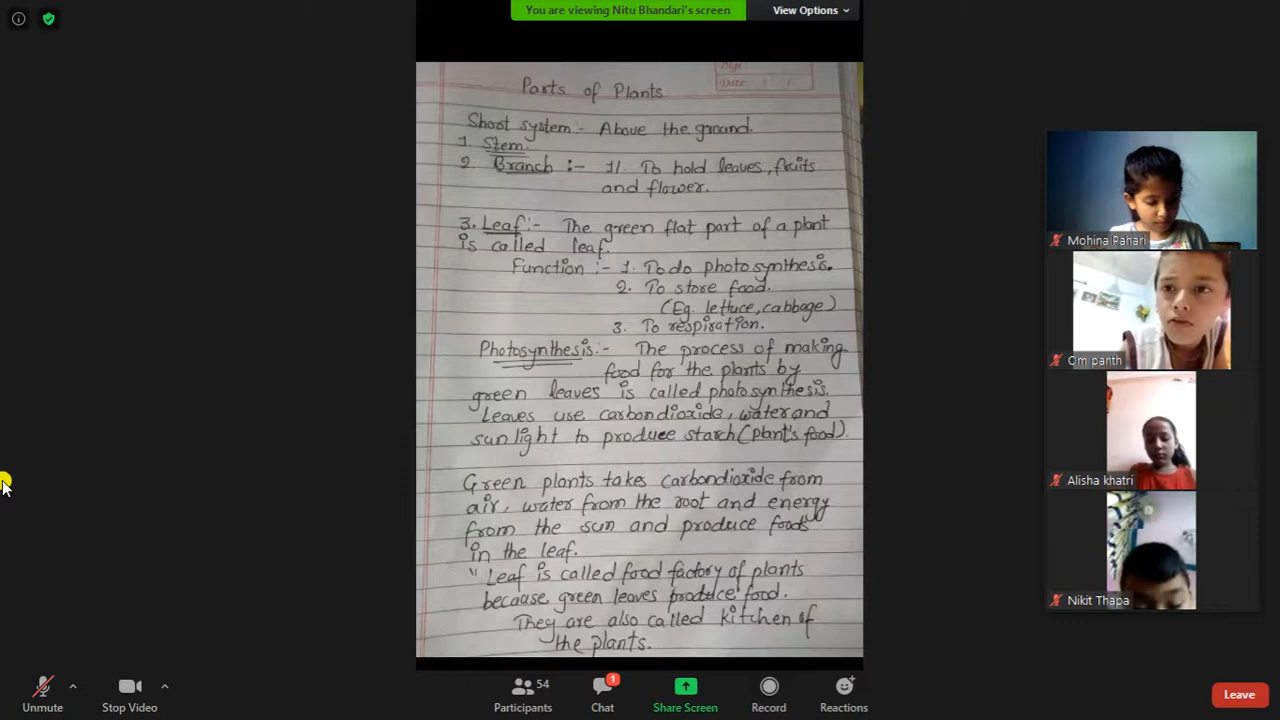 You are viewing Nitu Bhandari's screen
View Options
Page:
Date: / /
Parts of Plants
Shoot system:- Above the ground.
1 Stem.
2 Branch :- 1/. To hold leaves, fruits
and flower.
3. Leaf:- The green flat part of a plant
is called leaf.
Function :- 1. To do photosynthesis.
2. To store food.
(Eg. lettuce, cabbage)
3. To respiration.
Photosynthesis:- The process of making
food for the plants by
green leaves is called photosynthesis.
Leaves use carbondioxide, water and
sunlight to produce starch (plant's food).
Green plants takes carbondioxide from
air, water from the root and energy
from the sun and produce foods
in the leaf.
" Leaf is called food factory of plants
because green leaves produce food.
They are also called kitchen of
the plants.
Mohina Pahari
Om panth
Alisha khatri
Nikit Thapa
Unmute
Stop Video
54
Participants
1
Chat
Share Screen
Record
Reactions
Leave